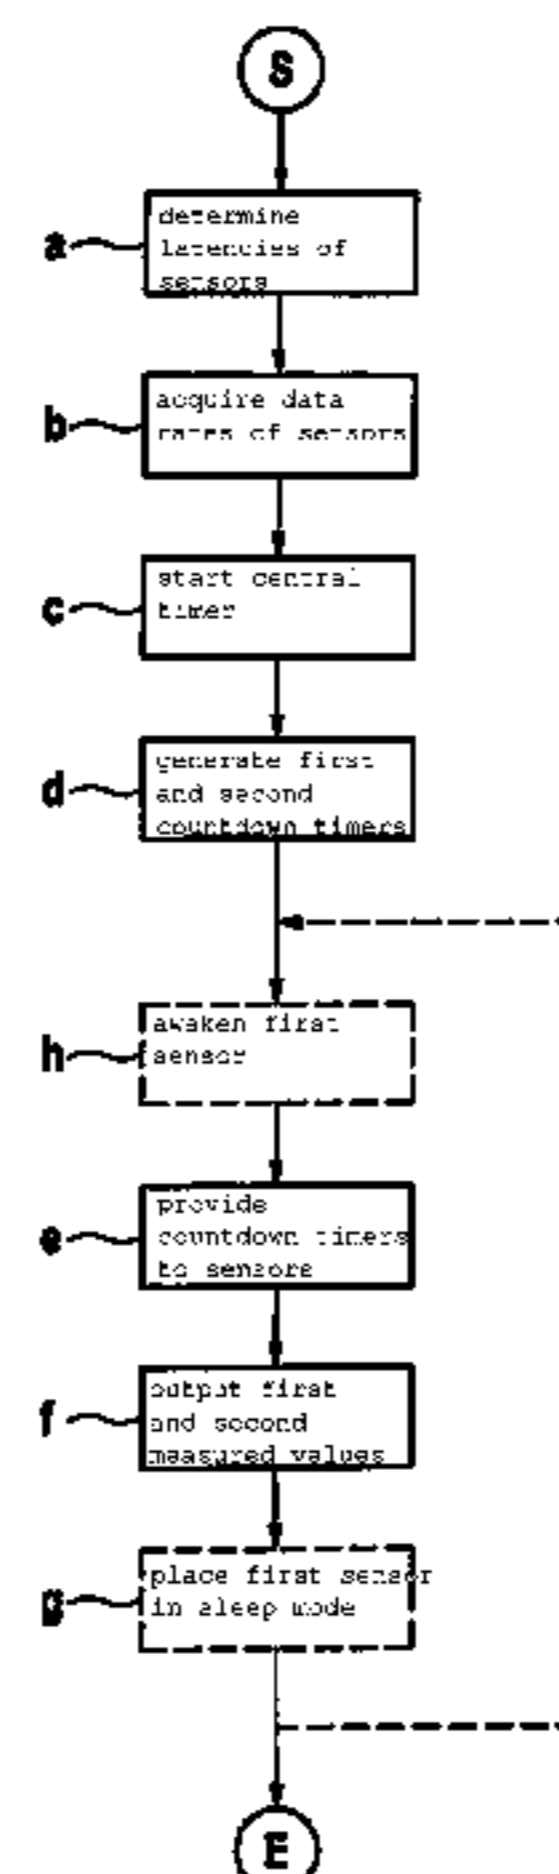 S
a
determine
latencies of
sensors
b
acquire data
rates of sensors
c
start central
timer
d
generate first
and second
countdown timers
h
awaken first
sensor
e
provide
countdown timers
to sensors
f
output first
and second
measured values
g
place first sensor
in sleep mode
E